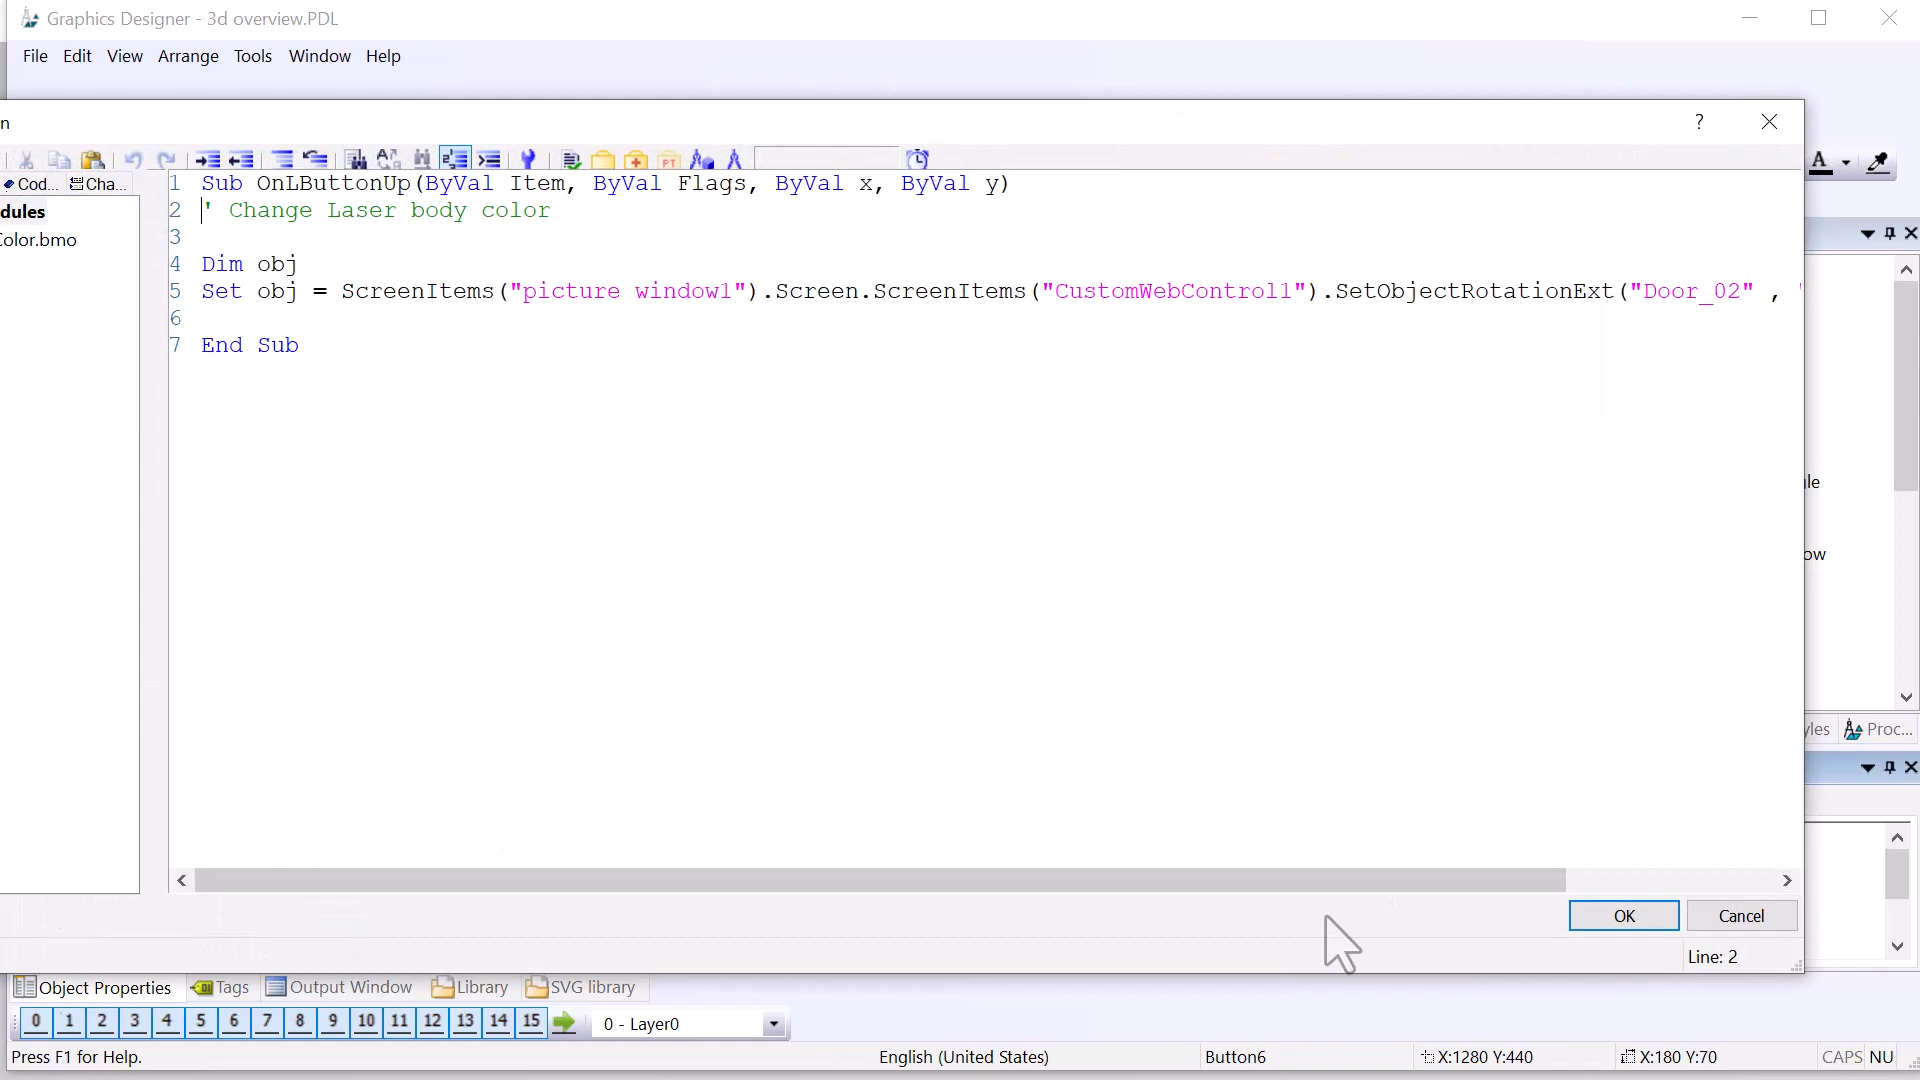 Graphics Designer - 3d overview.PDL
File Edit View Arrange Tools Window Help
n
?
Cod... Cha...
dules
Color.bmo
1 Sub OnLButtonUp(ByVal Item, ByVal Flags, ByVal x, ByVal y)
2 ' Change Laser body color
3
4 Dim obj
5 Set obj = ScreenItems("picture window1").Screen.ScreenItems("CustomWebControl1").SetObjectRotationExt("Door_02" , "
6
7 End Sub
A
le
ow
yles Proc...
OK Cancel
Line: 2
Object Properties Tags Output Window Library SVG library
0 1 2 3 4 5 6 7 8 9 10 11 12 13 14 15 0 - Layer0
Press F1 for Help. English (United States) Button6 X:1280 Y:440 X:180 Y:70 CAPS NU